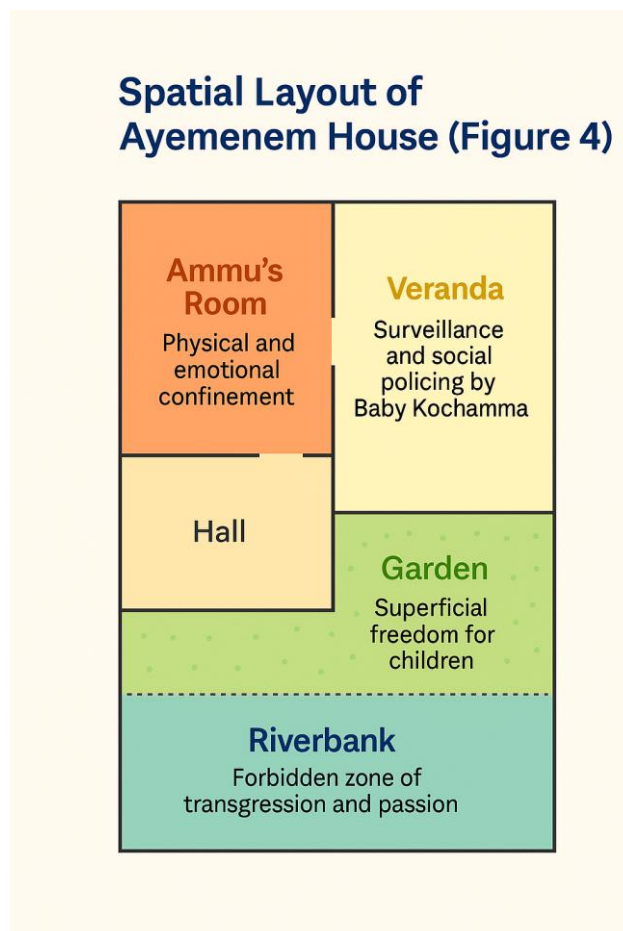 Spatial Layout of
Ayemenem House (Figure 4)
Ammu's
Room
Physical and
emotional
confinement
Veranda
Surveillance
and social
policing by
Baby Kochamma
Hall
Garden
Superficial
freedom for
children
Riverbank
Forbidden zone of
transgression and passion